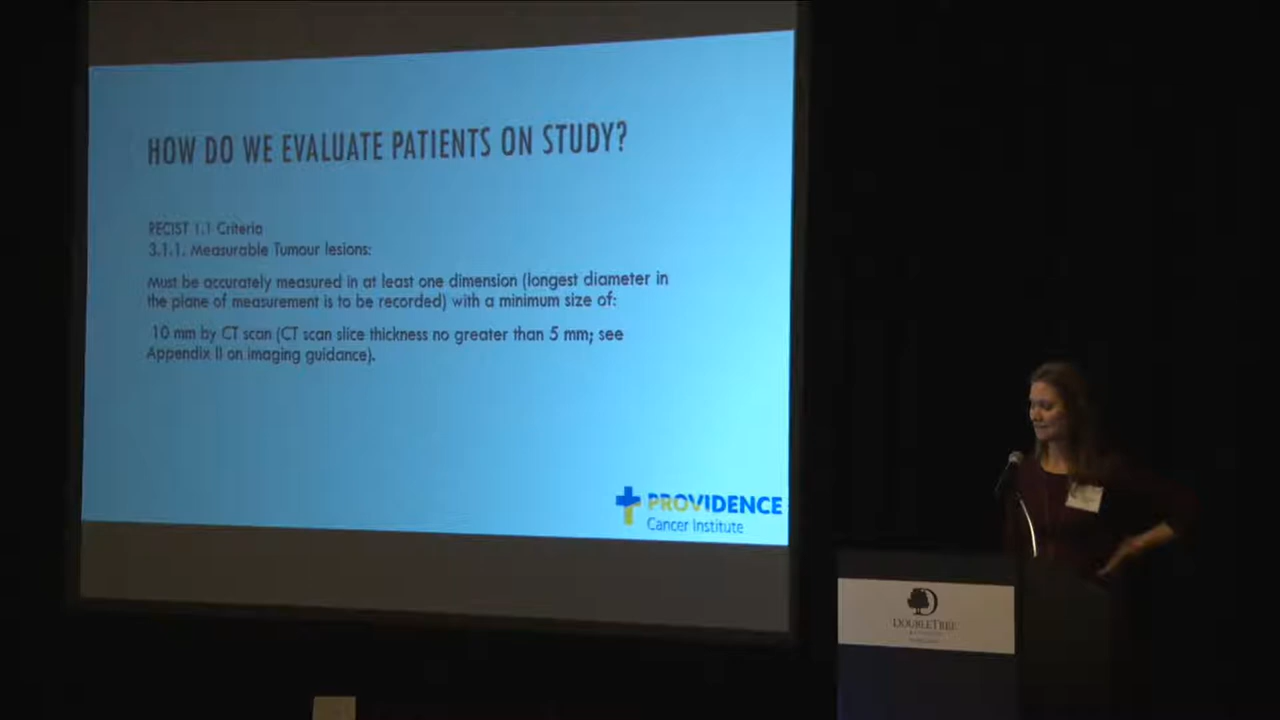 HOW DO WE EVALUATE PATIENTS ON STUDY?
RECIST 1.1 Criteria
3.1.1. Measurable Tumour lesions:
Must be accurately measured in at least one dimension (longest diameter in
the plane of measurement is to be recorded) with a minimum size of:
10 mm by CT scan (CT scan slice thickness no greater than 5 mm; see
Appendix II on imaging guidance).
PROVIDENCE
Cancer Institute
DOUBLETREE